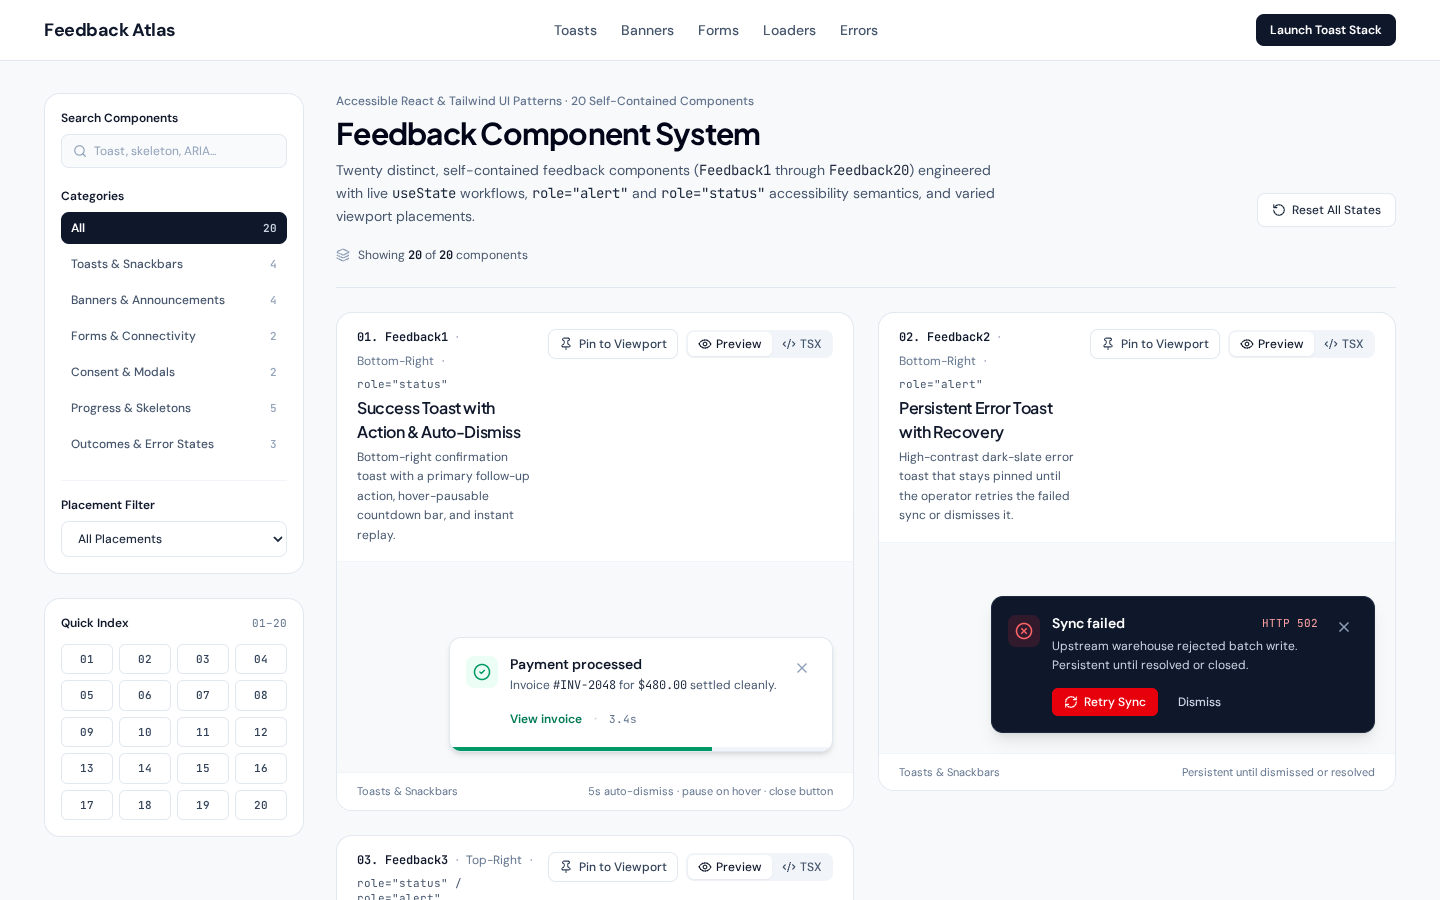 Feedback Atlas
Toasts
Banners
Forms
Loaders
Errors
Launch Toast Stack
Search Components
Toast, skeleton, ARIA...
Categories
All 20
Toasts & Snackbars 4
Banners & Announcements 4
Forms & Connectivity 2
Consent & Modals 2
Progress & Skeletons 5
Outcomes & Error States 3
Placement Filter
All Placements
Quick Index 01–20
01 02 03 04
05 06 07 08
09 10 11 12
13 14 15 16
17 18 19 20
Accessible React & Tailwind UI Patterns · 20 Self-Contained Components
Feedback Component System
Twenty distinct, self-contained feedback components (Feedback1 through Feedback20) engineered
with live useState workflows, role="alert" and role="status" accessibility semantics, and varied
viewport placements.
Reset All States
Showing 20 of 20 components
01. Feedback1 ·
Bottom-Right ·
role="status"
Pin to Viewport
Preview
TSX
Success Toast with
Action & Auto-Dismiss
Bottom-right confirmation
toast with a primary follow-up
action, hover-pausable
countdown bar, and instant
replay.
Payment processed
Invoice #INV-2048 for $480.00 settled cleanly.
View invoice · 3.4s
Toasts & Snackbars
5s auto-dismiss · pause on hover · close button
02. Feedback2 ·
Bottom-Right ·
role="alert"
Pin to Viewport
Preview
TSX
Persistent Error Toast
with Recovery
High-contrast dark-slate error
toast that stays pinned until
the operator retries the failed
sync or dismisses it.
Sync failed
HTTP 502
Upstream warehouse rejected batch write.
Persistent until resolved or closed.
Retry Sync
Dismiss
Toasts & Snackbars
Persistent until dismissed or resolved
03. Feedback3 · Top-Right ·
role="status" /
role="alert"
Pin to Viewport
Preview
TSX